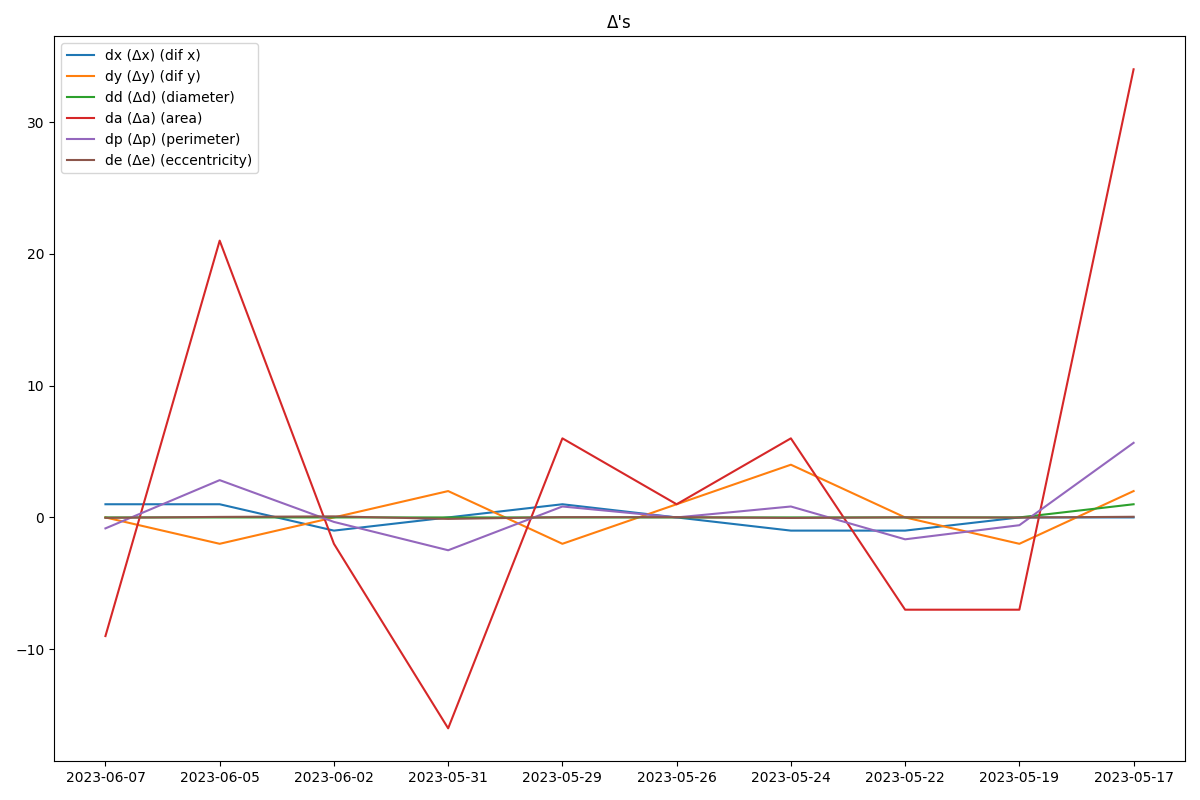 Δ's
dx (Δx) (dif x)
dy (Δy) (dif y)
dd (Δd) (diameter)
da (Δa) (area)
dp (Δp) (perimeter)
de (Δe) (eccentricity)
30
20
10
0
−10
2023-06-07 2023-06-05 2023-06-02 2023-05-31 2023-05-29 2023-05-26 2023-05-24 2023-05-22 2023-05-19 2023-05-17